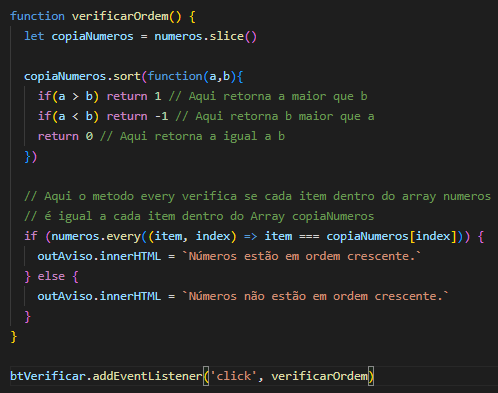 function verificarOrdem() {
let copiaNumeros = numeros.slice()
copiaNumeros.sort(function(a,b){
if(a > b) return 1 // Aqui retorna a maior que b
if(a < b) return -1 // Aqui retorna b maior que a
return 0 // Aqui retorna a igual a b
})
// Aqui o metodo every verifica se cada item dentro do array numeros
// é igual a cada item dentro do Array copiaNumeros
if (numeros.every((item, index) => item === copiaNumeros[index])) {
outAviso.innerHTML = `Números estão em ordem crescente.`
} else {
outAviso.innerHTML = `Números não estão em ordem crescente.`
}
}
btVerificar.addEventListener('click', verificarOrdem)